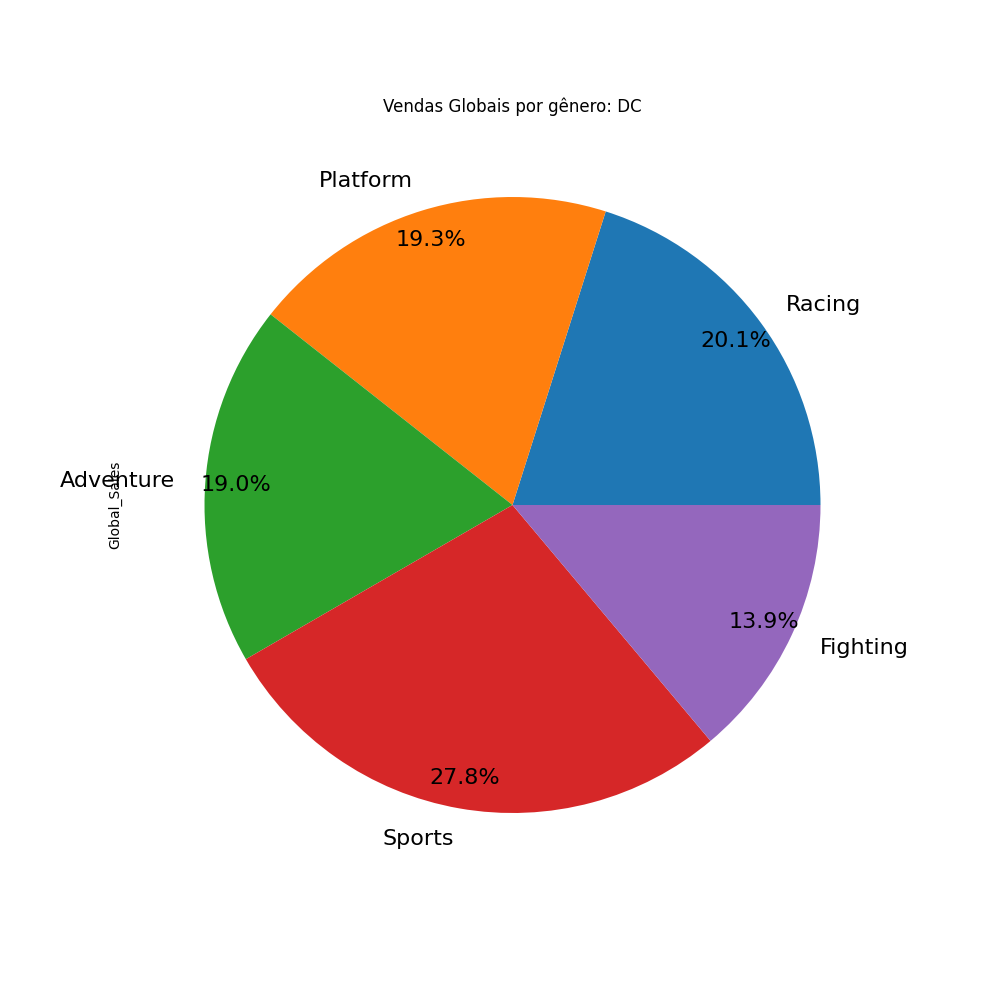 Vendas Globais por gênero: DC
Platform
19.3%
Racing
20.1%
Adventure
19.0%
Global_Sales
13.9%
Fighting
27.8%
Sports